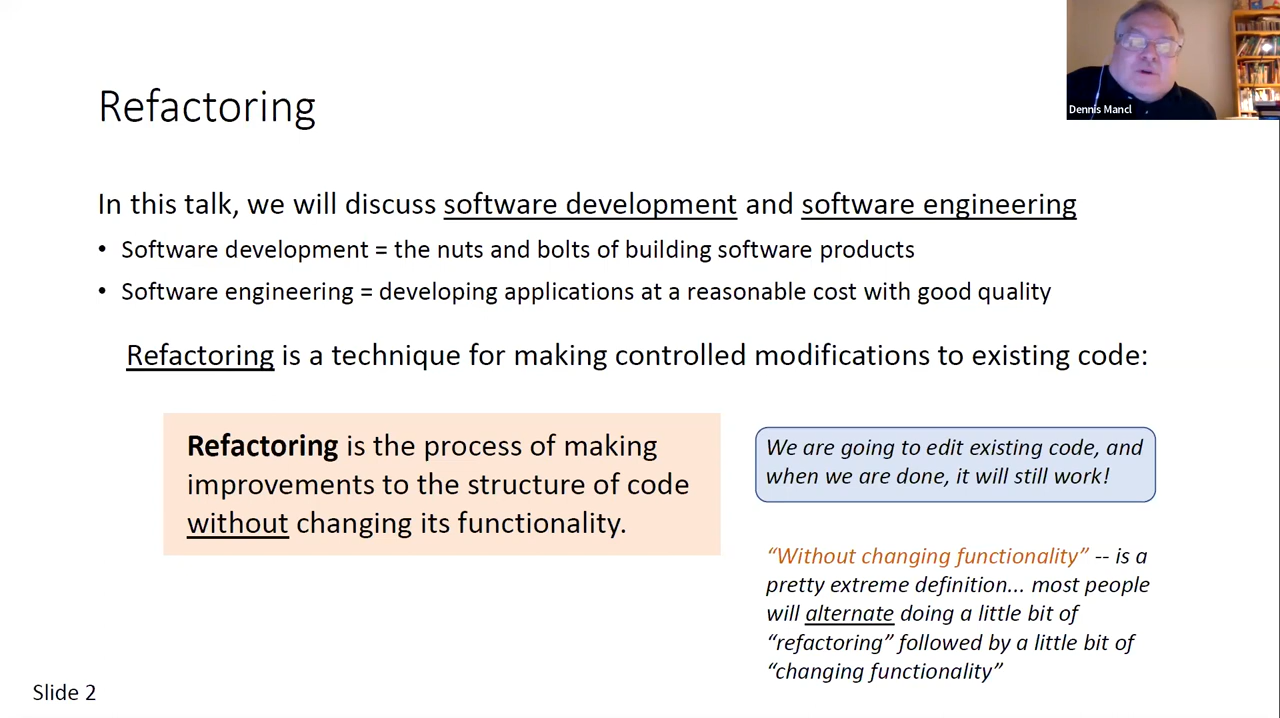 Dennis Mancl
Refactoring
In this talk, we will discuss software development and software engineering
• Software development = the nuts and bolts of building software products
• Software engineering = developing applications at a reasonable cost with good quality
Refactoring is a technique for making controlled modifications to existing code:
Refactoring is the process of making
improvements to the structure of code
without changing its functionality.
We are going to edit existing code, and
when we are done, it will still work!
“Without changing functionality” -- is a
pretty extreme definition... most people
will alternate doing a little bit of
“refactoring” followed by a little bit of
“changing functionality”
Slide 2